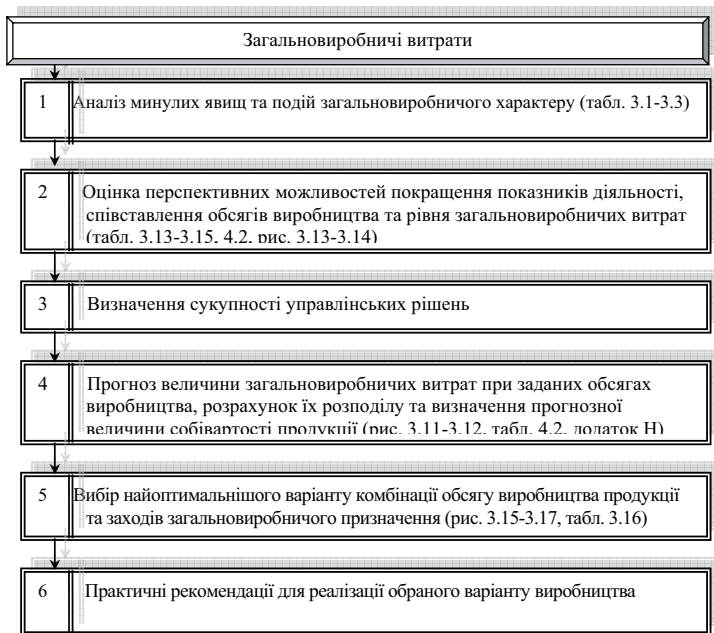 Загальновиробничі витрати
1 Аналіз минулих явищ та подій загальновиробничого характеру (табл. 3.1-3.3)
2 Оцінка перспективних можливостей покращення показників діяльності,
співставлення обсягів виробництва та рівня загальновиробничих витрат
(табл. 3.13-3.15, 4.2, рис. 3.13-3.14)
3 Визначення сукупності управлінських рішень
4 Прогноз величини загальновиробничих витрат при заданих обсягах
виробництва, розрахунок їх розподілу та визначення прогнозної
величини собівартості продукції (рис. 3.11-3.12, табл. 4.2, додаток Н)
5 Вибір найоптимальнішого варіанту комбінації обсягу виробництва продукції
та заходів загальновиробничого призначення (рис. 3.15-3.17, табл. 3.16)
6 Практичні рекомендації для реалізації обраного варіанту виробництва